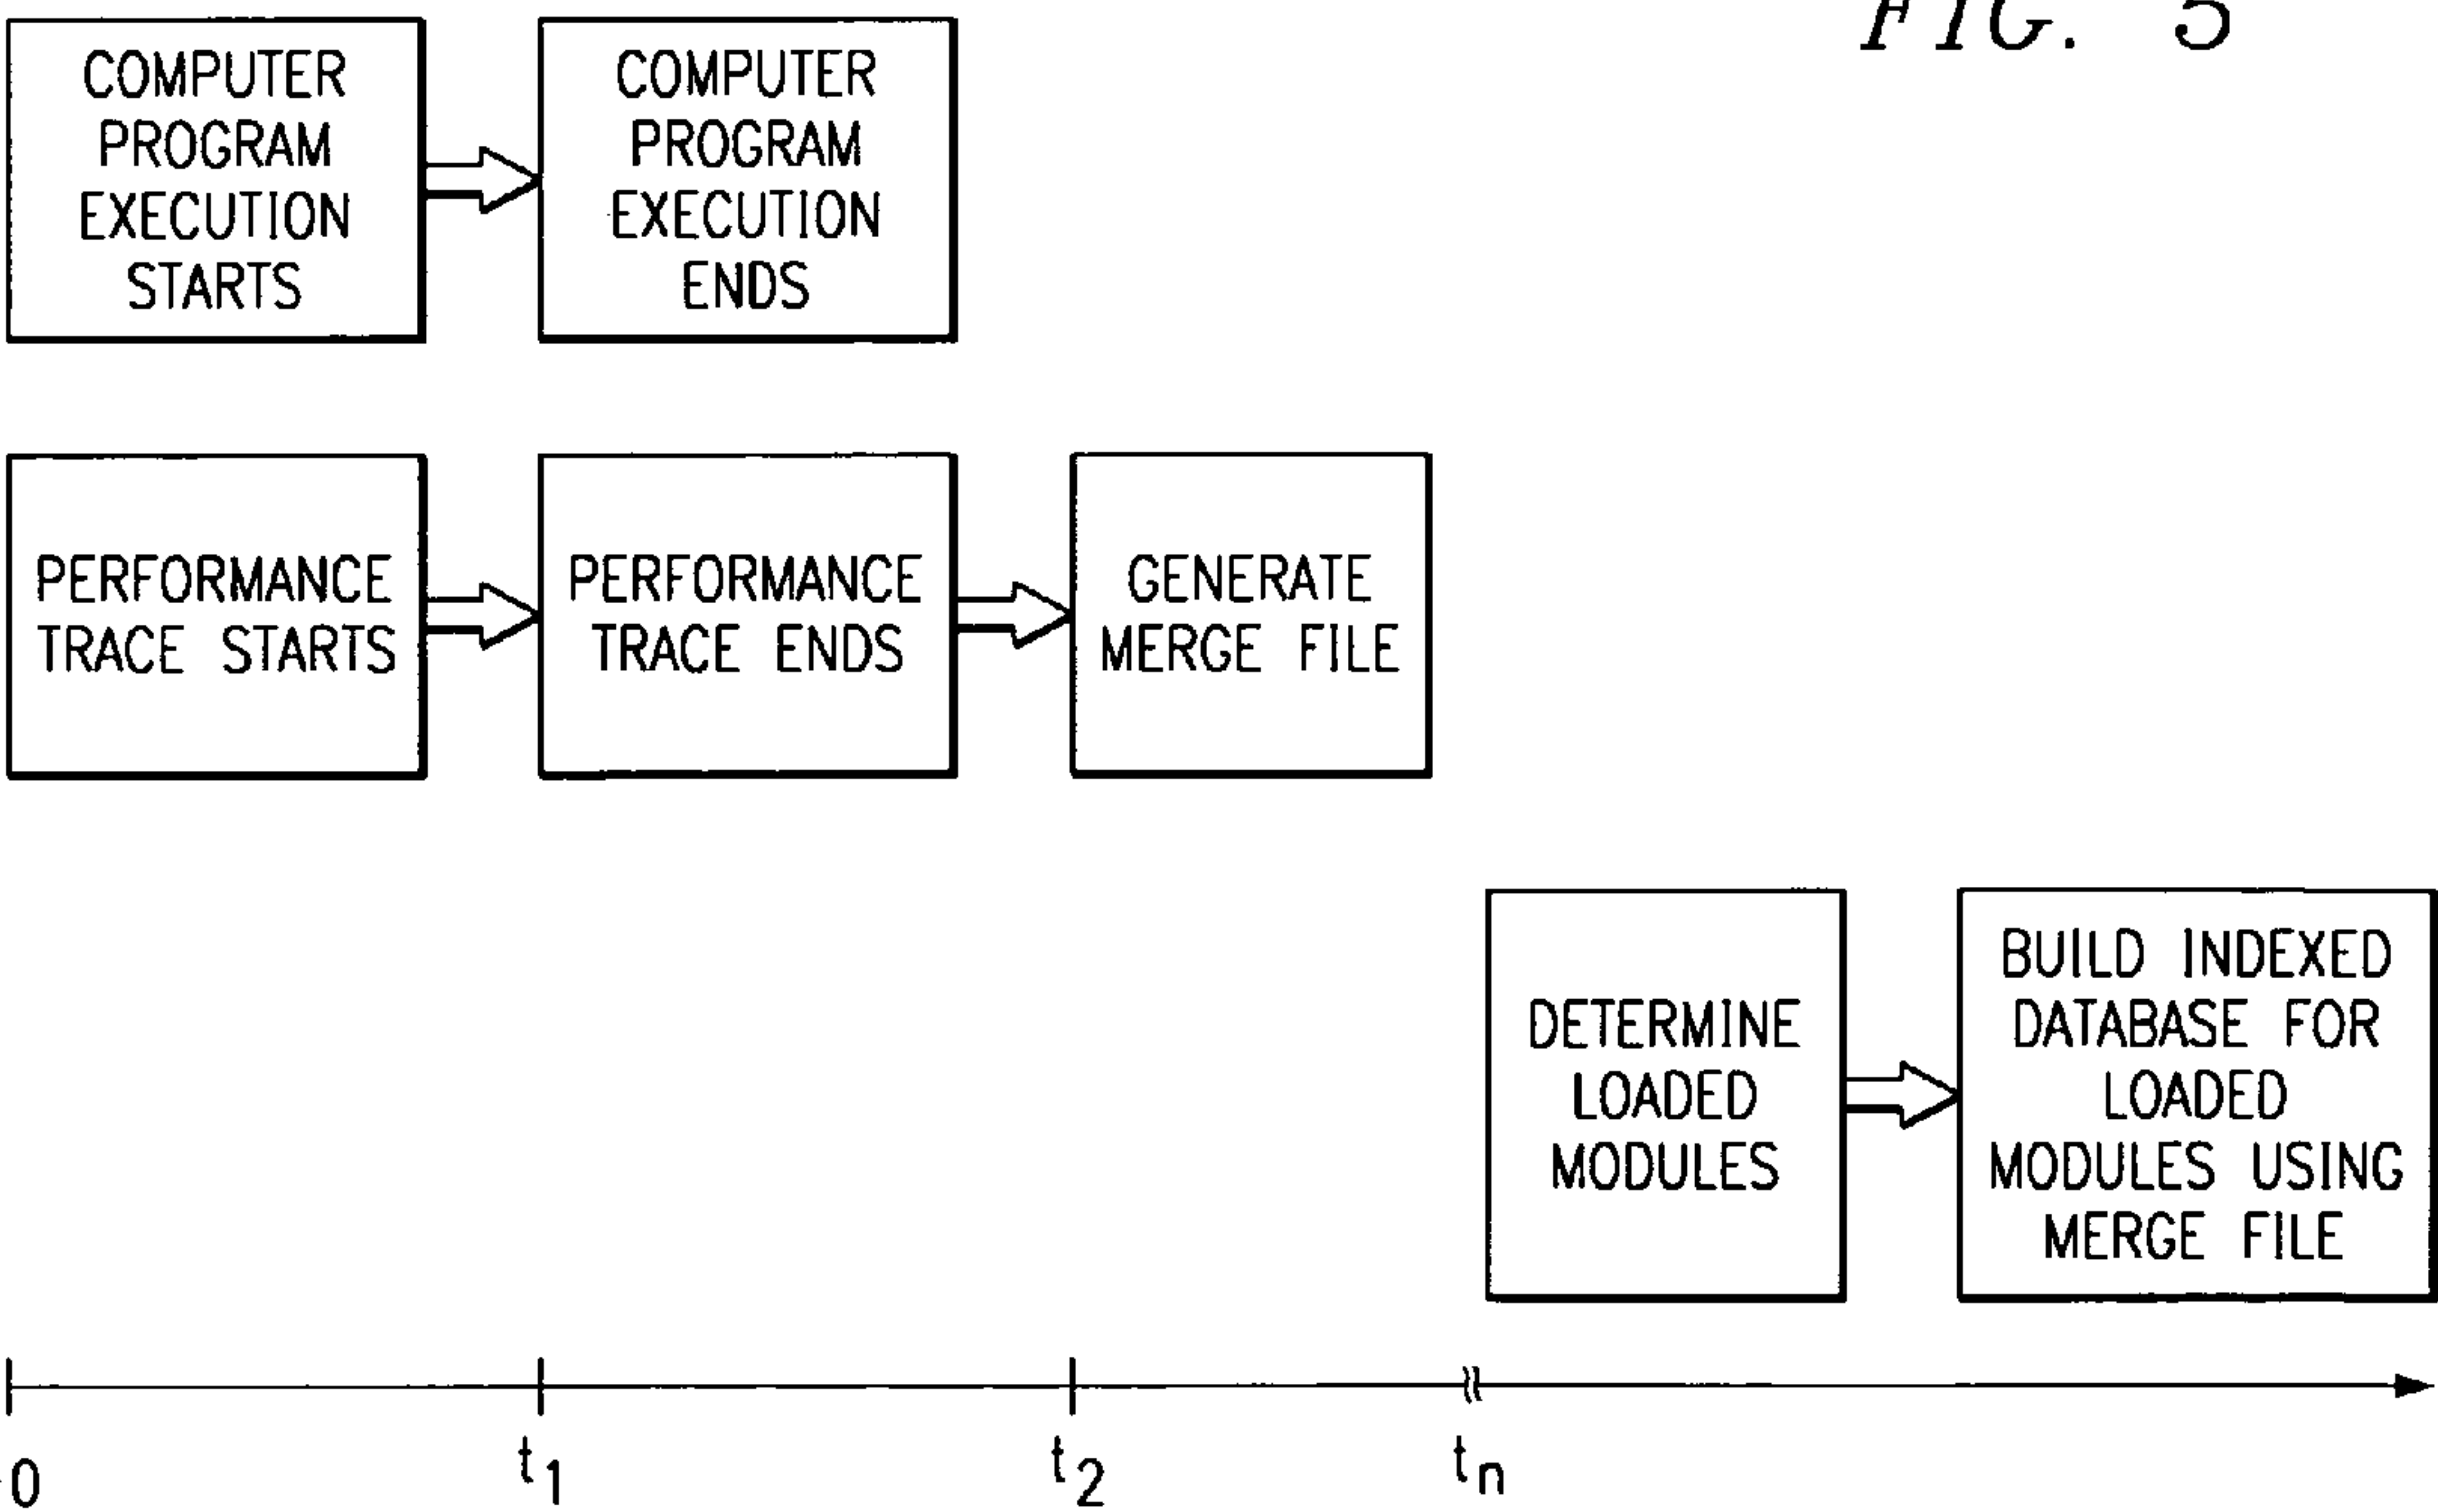 FIG.
COMPUTER
PROGRAM
EXECUTION
STARTS
COMPUTER
PROGRAM
EXECUTION
ENDS
PERFORMANCE
TRACE STARTS
PERFORMANCE
TRACE ENDS
GENERATE
MERGE FILE
DETERMINE
LOADED
MODULES
BUILD INDEXED
DATABASE FOR
LOADED
MODULES USING
MERGE FILE
0
t1
t2
tn